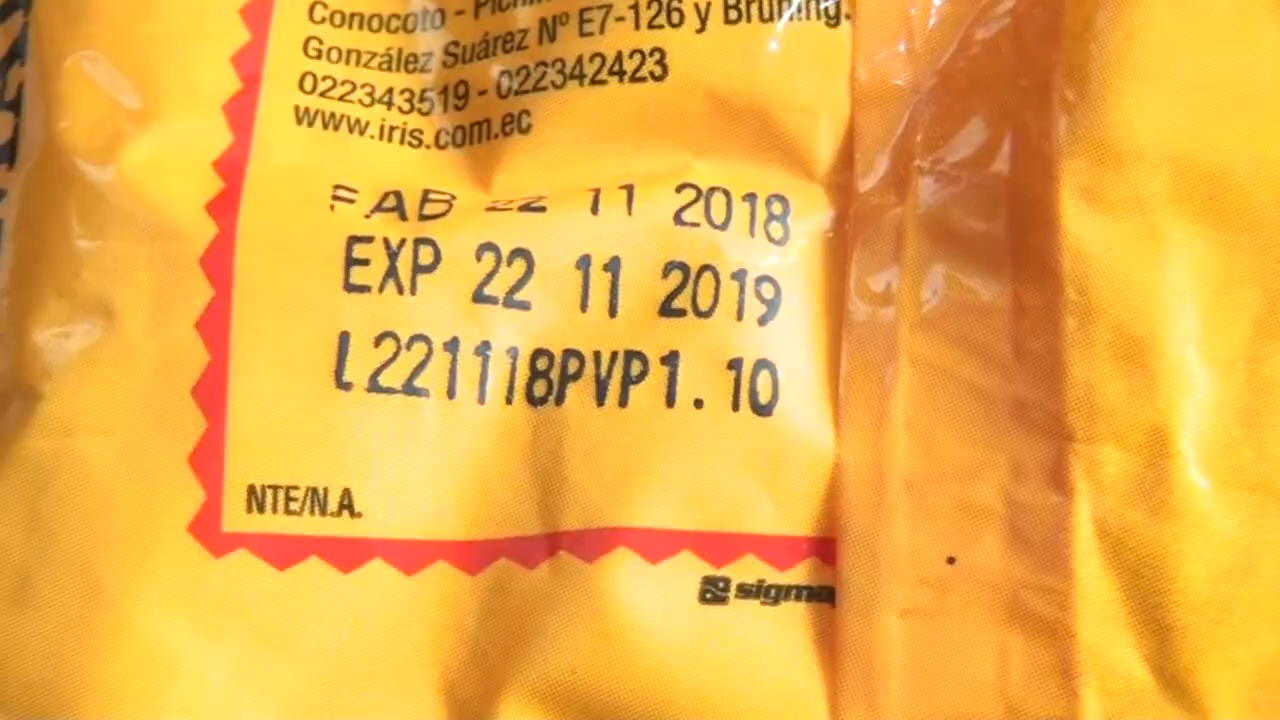 Conocoto -
González Suárez Nº E7-126 y Bruning.
022343519 - 022342423
www.iris.com.ec
FAB 22 11 2018
EXP 22 11 2019
L221118PVP1.10
NTE/N.A.
sigma